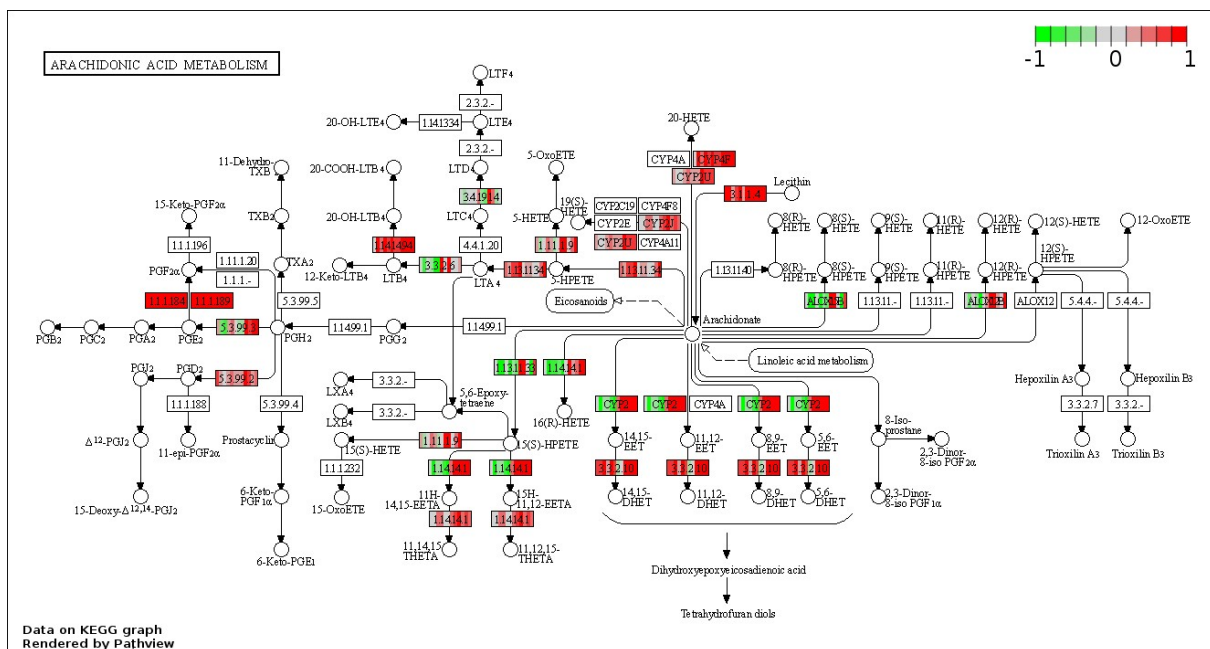 ARACHIDONIC ACID METABOLISM
-1 0 1
LTF4
2.3.2.-
20-OH-LTE4
1.14.13.34
LTE4
2.3.2.-
20-HETE
CYP4A
CYP4F
CYP2U
Lecithin
3.1.1.4
11-Dehydro-
TXB2
20-COOH-LTB4
LTD4
5-OxoETE
3.4.19.14
19(S)-
HETE
CYP2C19
CYP4F8
CYP2E
CYP2J
CYP2U
CYP4A11
15-Keto-PGF2α
TXB2
20-OH-LTB4
LTC4
5-HETE
8(R)-
HETE
8(S)-
HETE
9(S)-
HETE
11(R)-
HETE
12(R)-
HETE
12(S)-HETE
12-OxoETE
1.1.1.196
1.14.14.94
4.4.1.20
1.11.1.9
12(S)-
HPETE
1.11.1.20
1.1.1.-
PGF2α
TXA2
12-Keto-LTB4
LTB4
3.3.2.6
LTA4
1.13.11.34
5-HPETE
1.13.11.34
1.13.11.40
8(R)-
HPETE
8(S)-
HPETE
9(S)-
HPETE
11(R)-
HPETE
12(R)-
HPETE
1.1.1.184
1.1.1.189
5.3.99.5
Eicosanoids
ALOX15B
1.13.11.-
1.13.11.-
ALOX12B
ALOX12
5.4.4.-
5.4.4.-
Arachidonate
PGB2
PGC2
PGA2
PGE2
5.3.99.3
PGH2
1.14.99.1
PGG2
1.14.99.1
Linoleic acid metabolism
PGJ2
PGD2
5.3.99.2
1.13.11.33
1.14.14.1
LXA4
3.3.2.-
5,6-Epoxy-
tetraene
Hepoxilin A3
Hepoxilin B3
1.1.1.188
5.3.99.4
LXB4
3.3.2.-
16(R)-HETE
CYP2
CYP2
CYP4A
CYP2
CYP2
8-Iso-
prostane
3.3.2.7
3.3.2.-
Δ12-PGJ2
11-epi-PGF2α
Prostacyclin
15(S)-HETE
1.11.1.9
15(S)-HPETE
14,15-
EET
11,12-
EET
8,9-
EET
5,6-
EET
2,3-Dinor-
8-iso PGF2α
Trioxilin A3
Trioxilin B3
1.1.1.232
1.14.14.1
1.14.14.1
3.3.2.10
3.3.2.10
3.3.2.10
3.3.2.10
15-Deoxy-Δ12,14-PGJ2
6-Keto-
PGF1α
15-OxoETE
11H-
14,15-EETA
15H-
11,12-EETA
14,15-
DHET
11,12-
DHET
8,9-
DHET
5,6-
DHET
2,3-Dinor-
8-iso PGF1α
1.14.14.1
1.14.14.1
6-Keto-PGE1
11,14,15-
THETA
11,12,15-
THETA
Dihydroxyepoxyeicosadienoic acid
Tetrahydrofuran diols
Data on KEGG graph
Rendered by Pathview